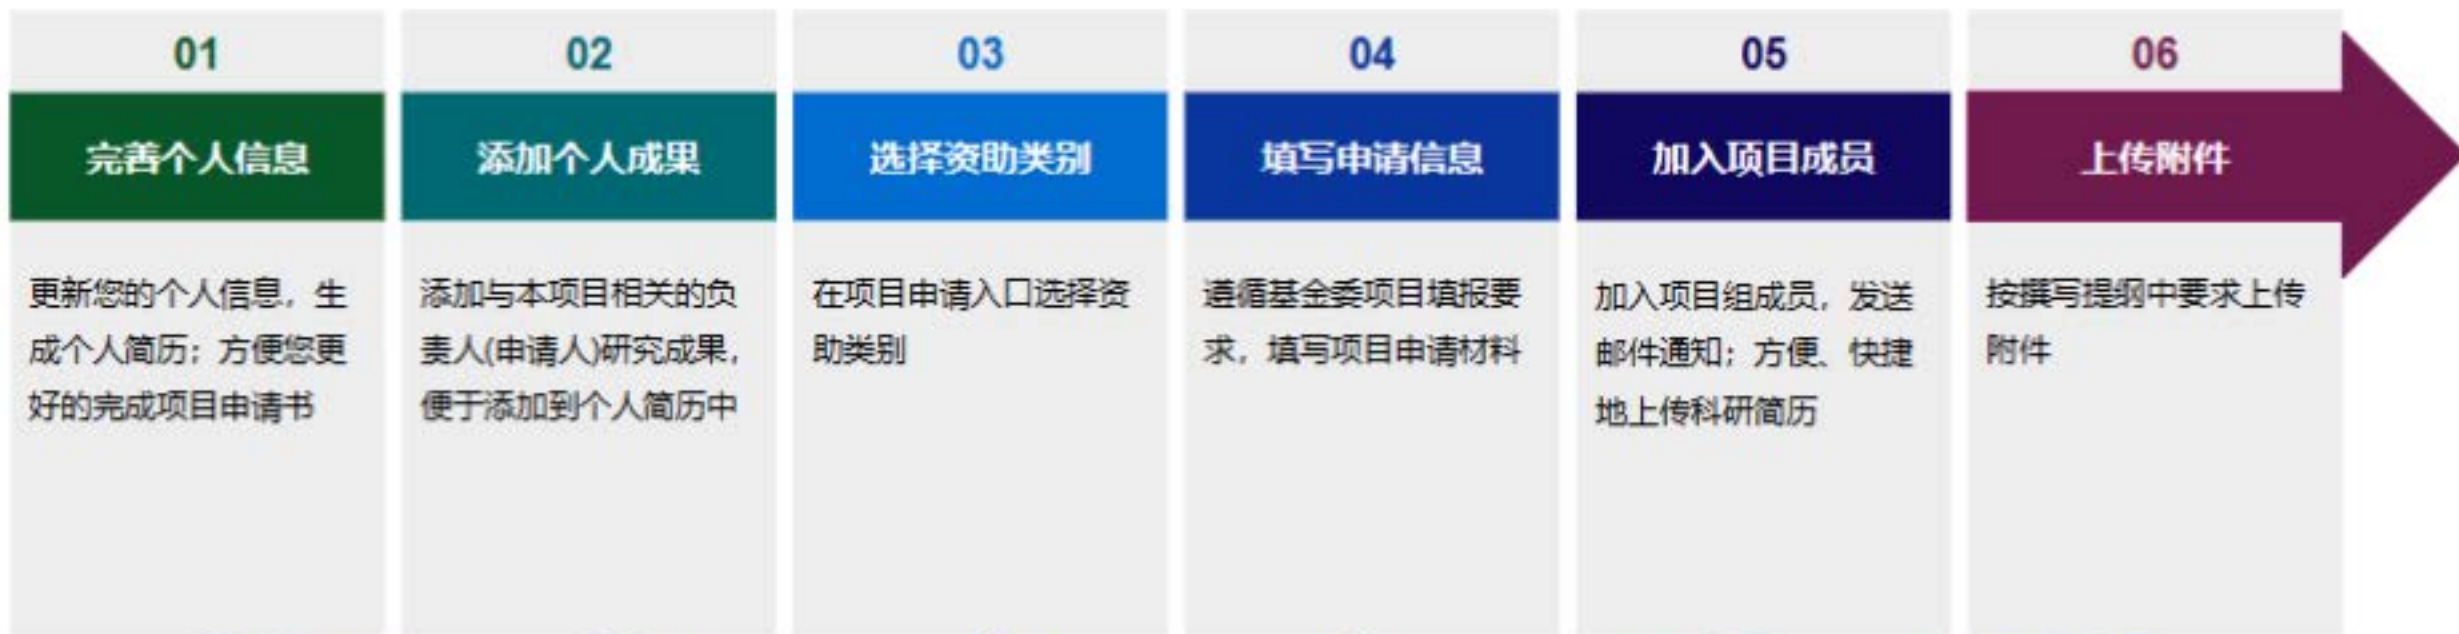 01
完善个人信息
更新您的个人信息，生
成个人简历；方便您更
好的完成项目申请书
02
添加个人成果
添加与本项目相关的负
责人(申请人)研究成果，
便于添加到个人简历中
03
选择资助类别
在项目申请入口选择资
助类别
04
填写申请信息
遵循基金委项目填报要
求，填写项目申请材料
05
加入项目成员
加入项目组成员，发送
邮件通知；方便、快捷
地上传科研简历
06
上传附件
按撰写提纲中要求上传
附件